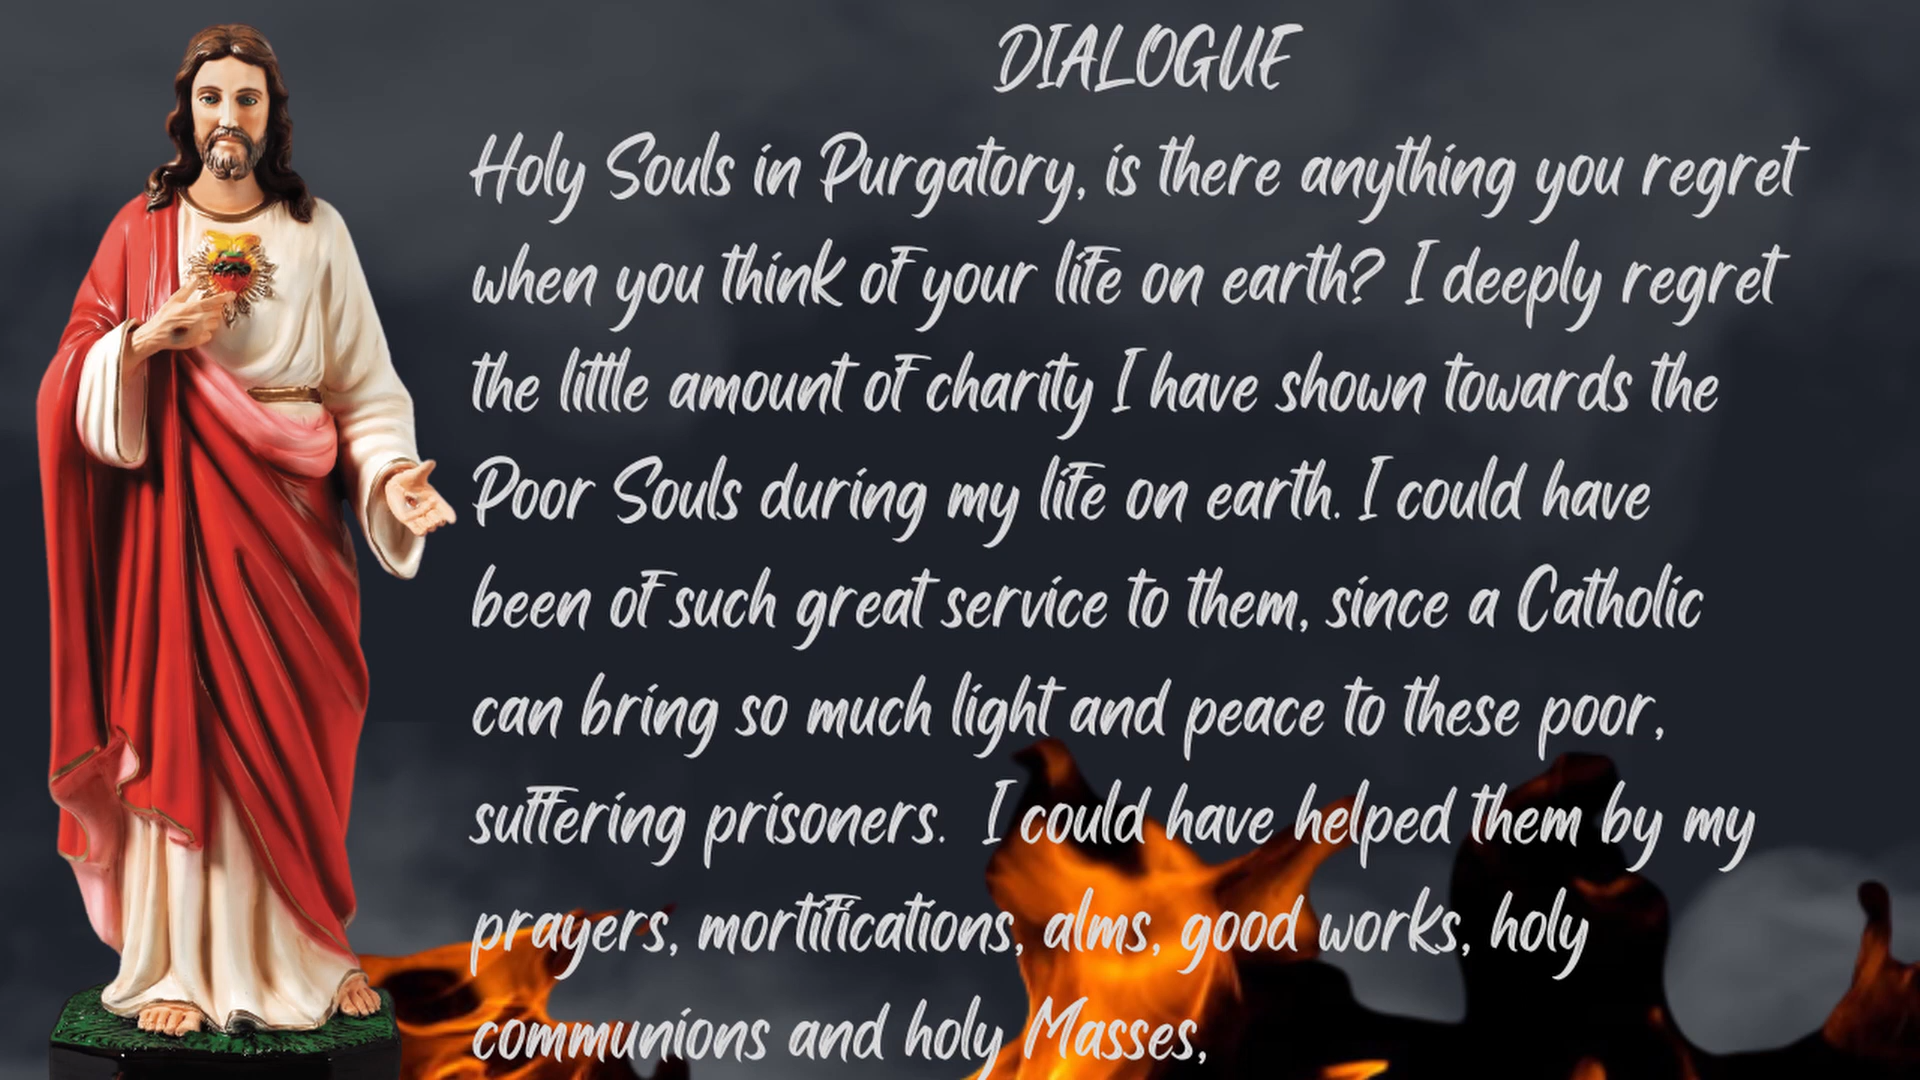 DIALOGUE
Holy Souls in Purgatory, is there anything you regret
when you think of your life on earth? I deeply regret
the little amount of charity I have shown towards the
Poor Souls during my life on earth. I could have
been of such great service to them, since a Catholic
can bring so much light and peace to these poor,
suffering prisoners. I could have helped them by my
prayers, mortifications, alms, good works, holy
communions and holy Masses,